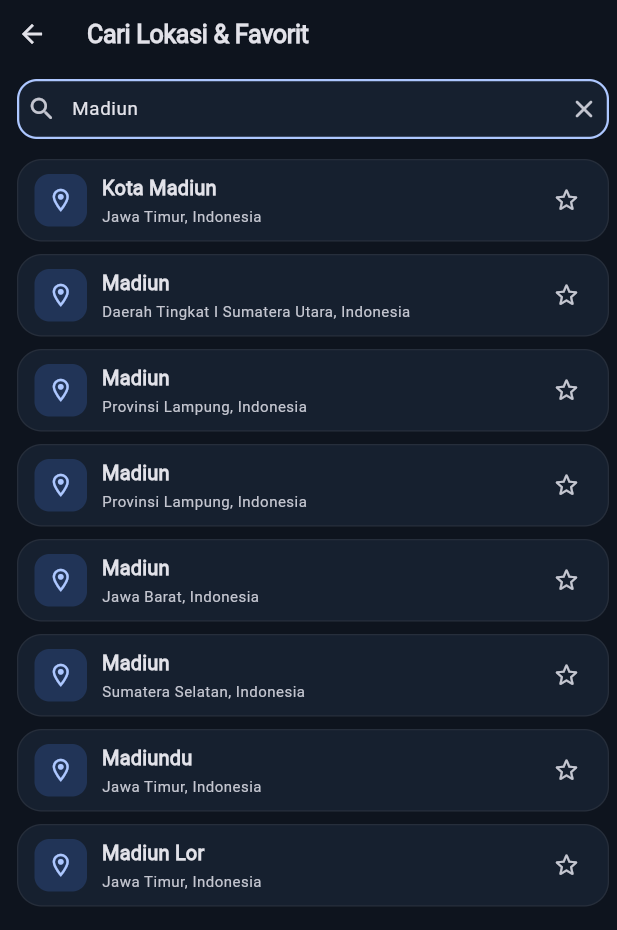 Cari Lokasi & Favorit
Madiun
Kota Madiun
Jawa Timur, Indonesia
Madiun
Daerah Tingkat I Sumatera Utara, Indonesia
Madiun
Provinsi Lampung, Indonesia
Madiun
Provinsi Lampung, Indonesia
Madiun
Jawa Barat, Indonesia
Madiun
Sumatera Selatan, Indonesia
Madiundu
Jawa Timur, Indonesia
Madiun Lor
Jawa Timur, Indonesia